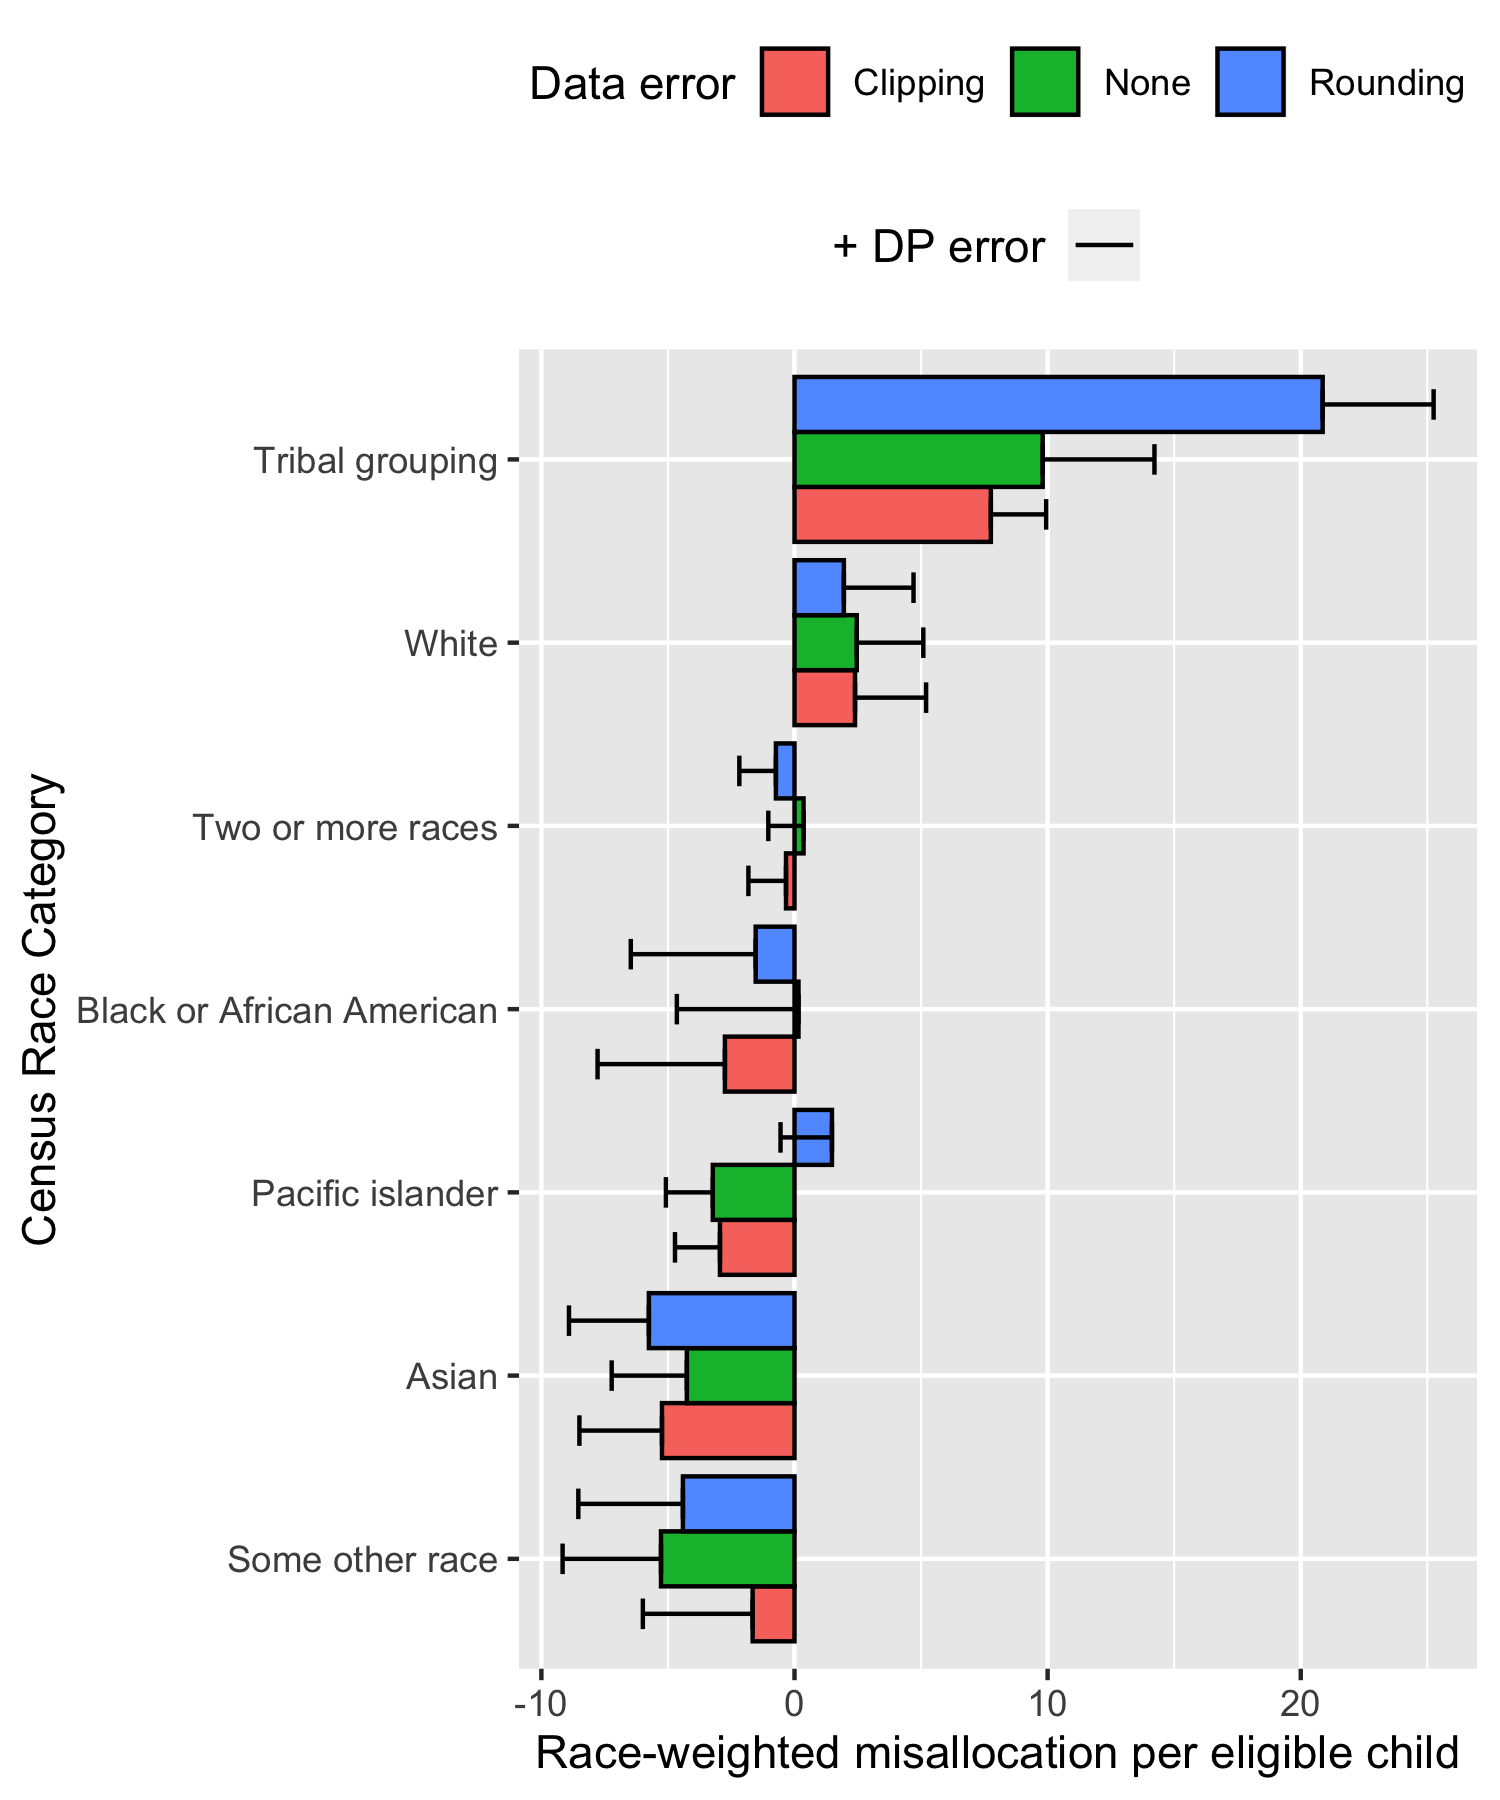 Data error Clipping None Rounding
+ DP error
Tribal grouping
White
Two or more races
Black or African American
Pacific islander
Asian
Some other race
Census Race Category
-10 0 10 20
Race-weighted misallocation per eligible child